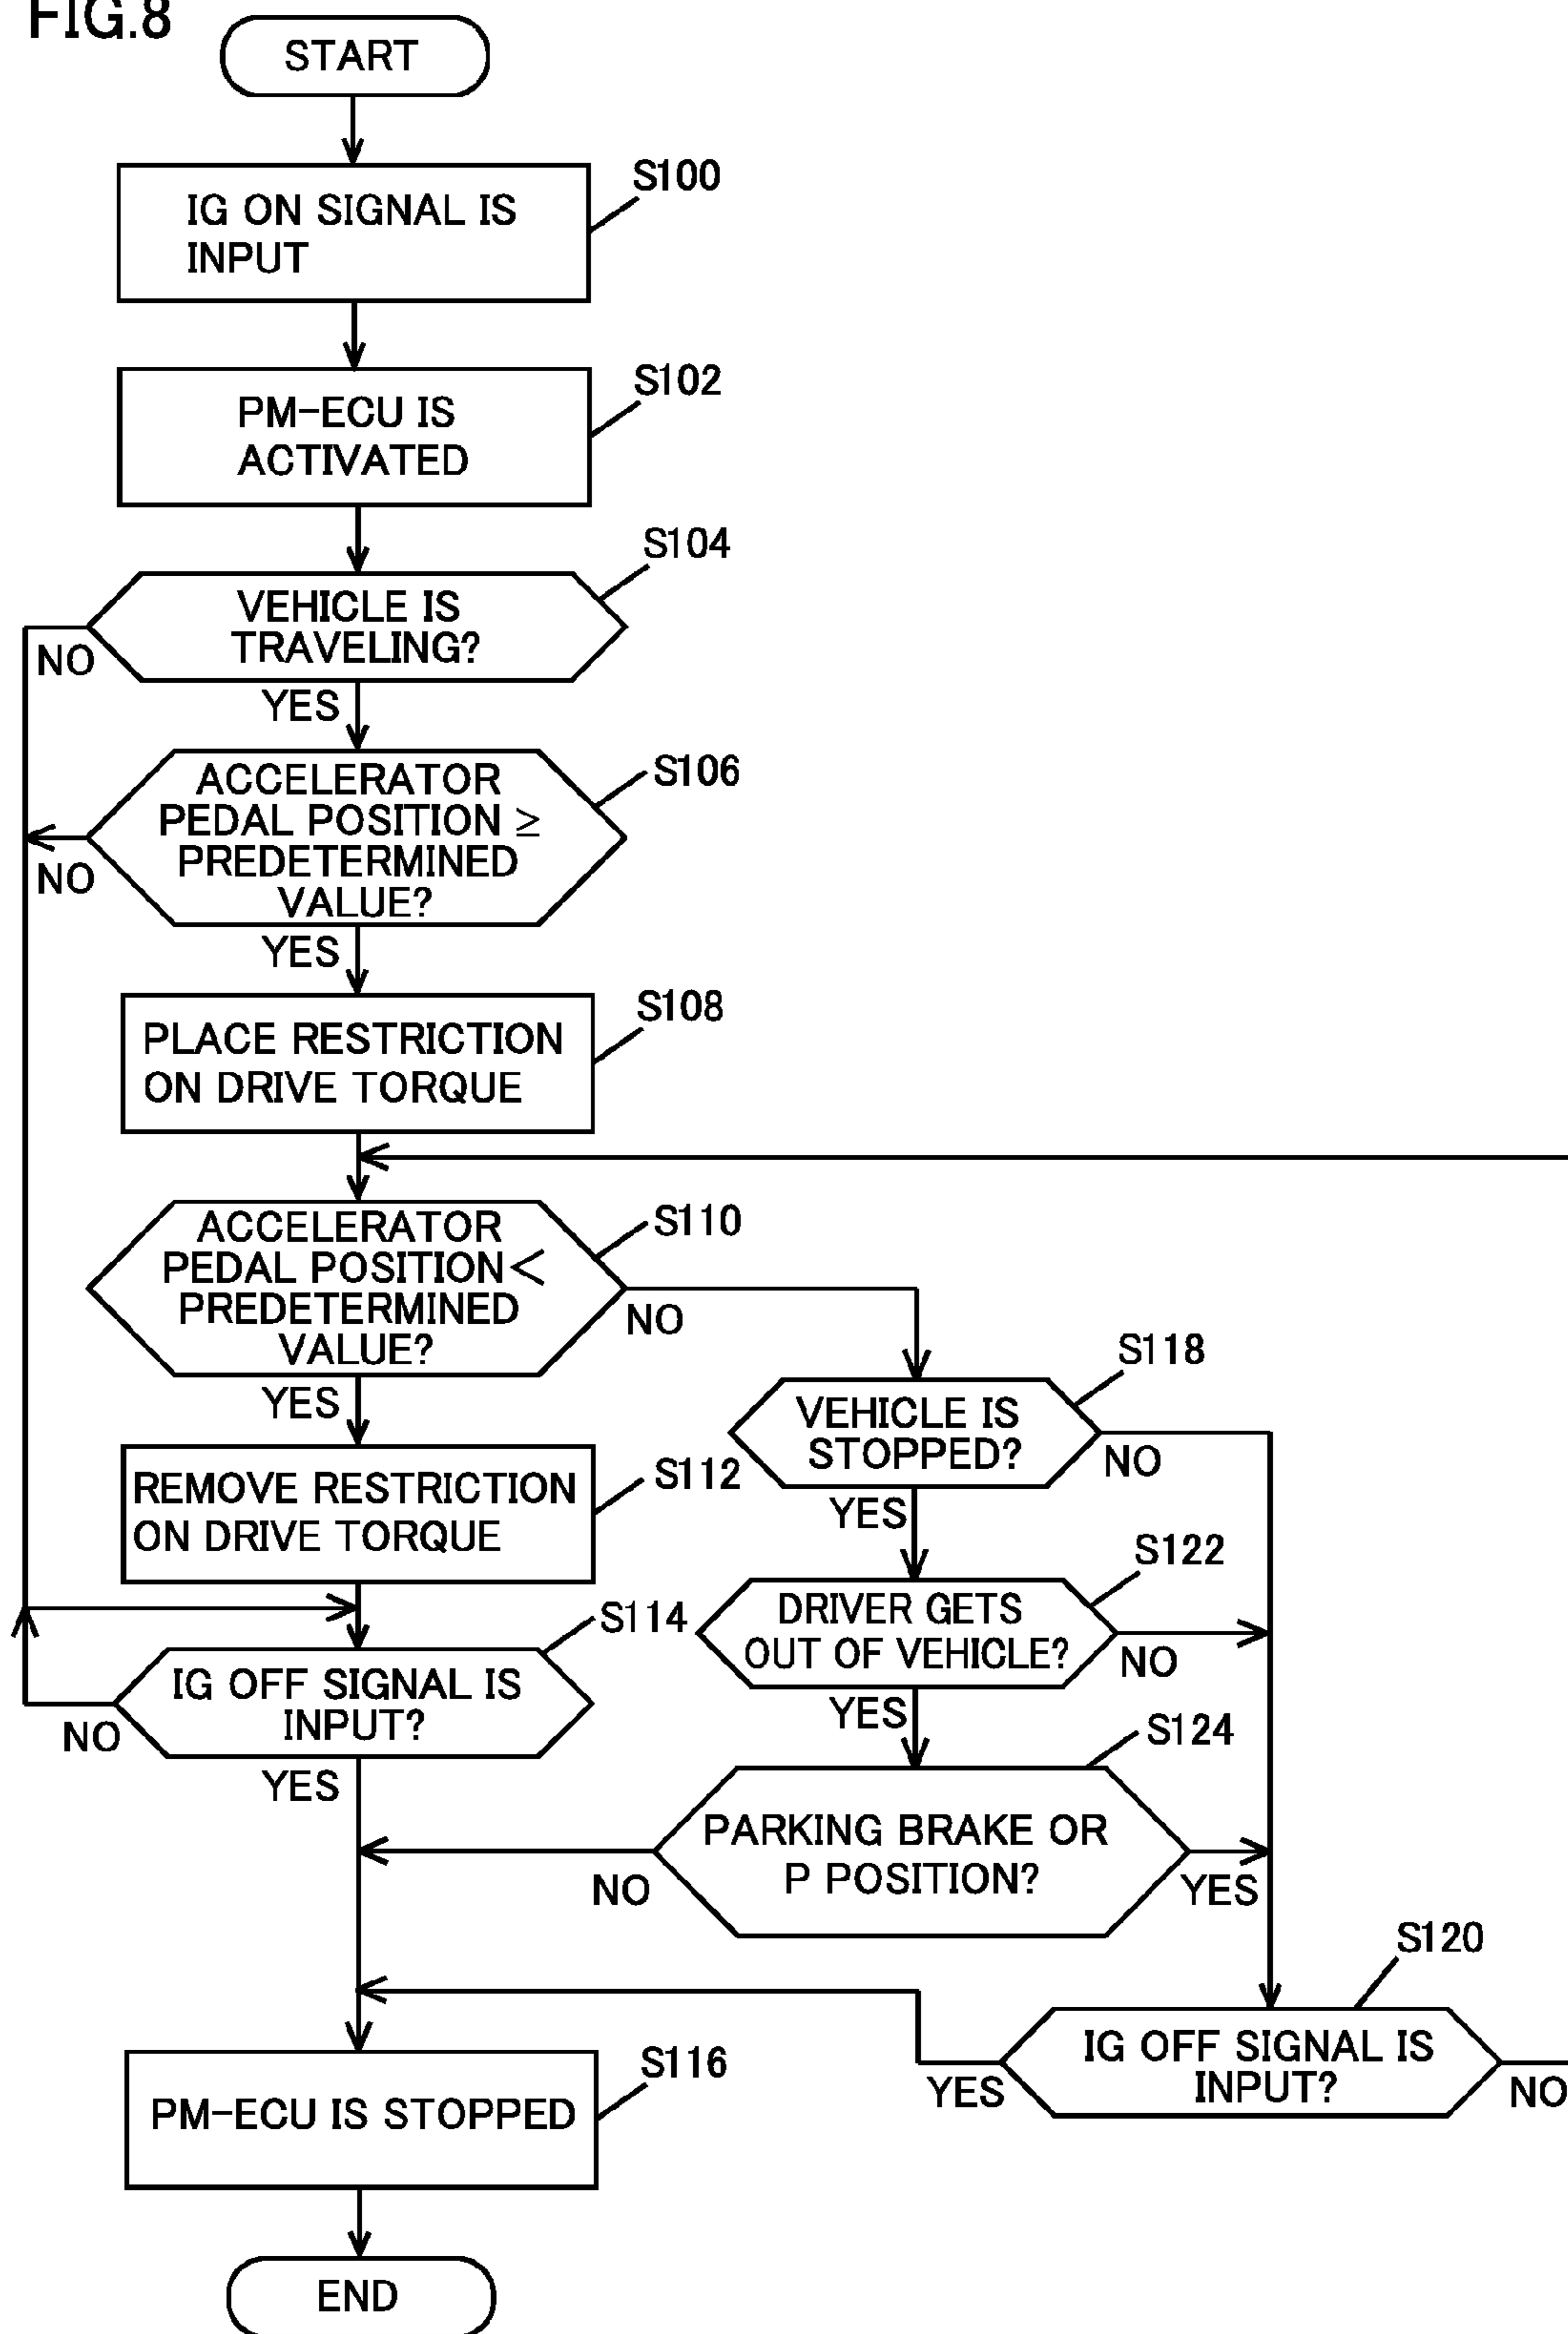 FIG.8
START
S100
IG ON SIGNAL IS
INPUT
S102
PM-ECU IS
ACTIVATED
S104
VEHICLE IS
TRAVELING?
NO
YES
S106
ACCELERATOR
PEDAL POSITION ≥
PREDETERMINED
VALUE?
NO
YES
S108
PLACE RESTRICTION
ON DRIVE TORQUE
S110
ACCELERATOR
PEDAL POSITION<
PREDETERMINED
VALUE?
NO
YES
S118
VEHICLE IS
STOPPED?
NO
YES
S112
REMOVE RESTRICTION
ON DRIVE TORQUE
S122
DRIVER GETS
OUT OF VEHICLE?
NO
YES
S114
IG OFF SIGNAL IS
INPUT?
NO
YES
S124
PARKING BRAKE OR
P POSITION?
NO
YES
S120
IG OFF SIGNAL IS
INPUT?
YES
NO
S116
PM-ECU IS STOPPED
END